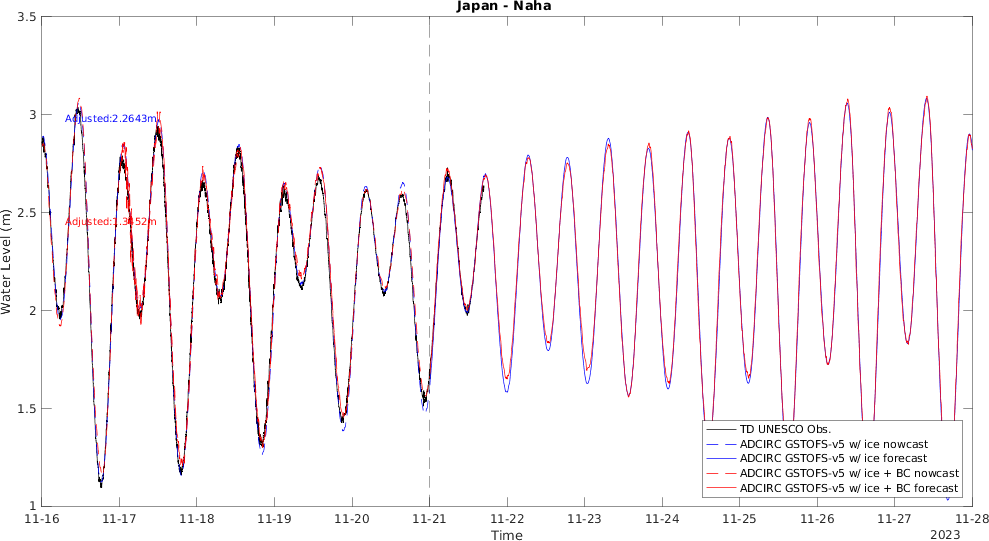 Japan - Naha
3.5
3
2.5
2
1.5
1
Water Level (m)
Adjusted:2.2643m
Adjusted:1.3452m
TD UNESCO Obs.
ADCIRC GSTOFS-v5 w/ ice nowcast
ADCIRC GSTOFS-v5 w/ ice forecast
ADCIRC GSTOFS-v5 w/ ice + BC nowcast
ADCIRC GSTOFS-v5 w/ ice + BC forecast
11-16 11-17 11-18 11-19 11-20 11-21 11-22 11-23 11-24 11-25 11-26 11-27 11-28
Time
2023